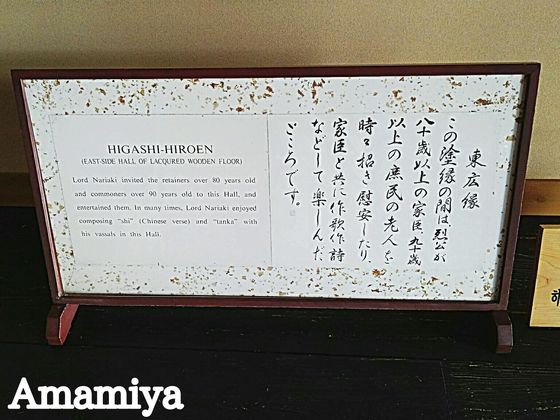 HIGASHI-HIROEN
(EAST-SIDE HALL OF LACQURED WOODEN FLOOR)
Lord Nariaki invited the retainers over 80 years old
and commoners over 90 years old to this Hall, and
entertained them. In many times, Lord Nariaki enjoyed
composing "shi" (Chinese verse) and "tanka" with
his vassals in this Hall.
東広縁
この塗縁の間は、烈公が
八十歳以上の家臣、九十歳
以上の庶民の老人を
時々招き慰安したり、
家臣と共に作歌作詩
などして楽しんだ
ところです。
Amamiya